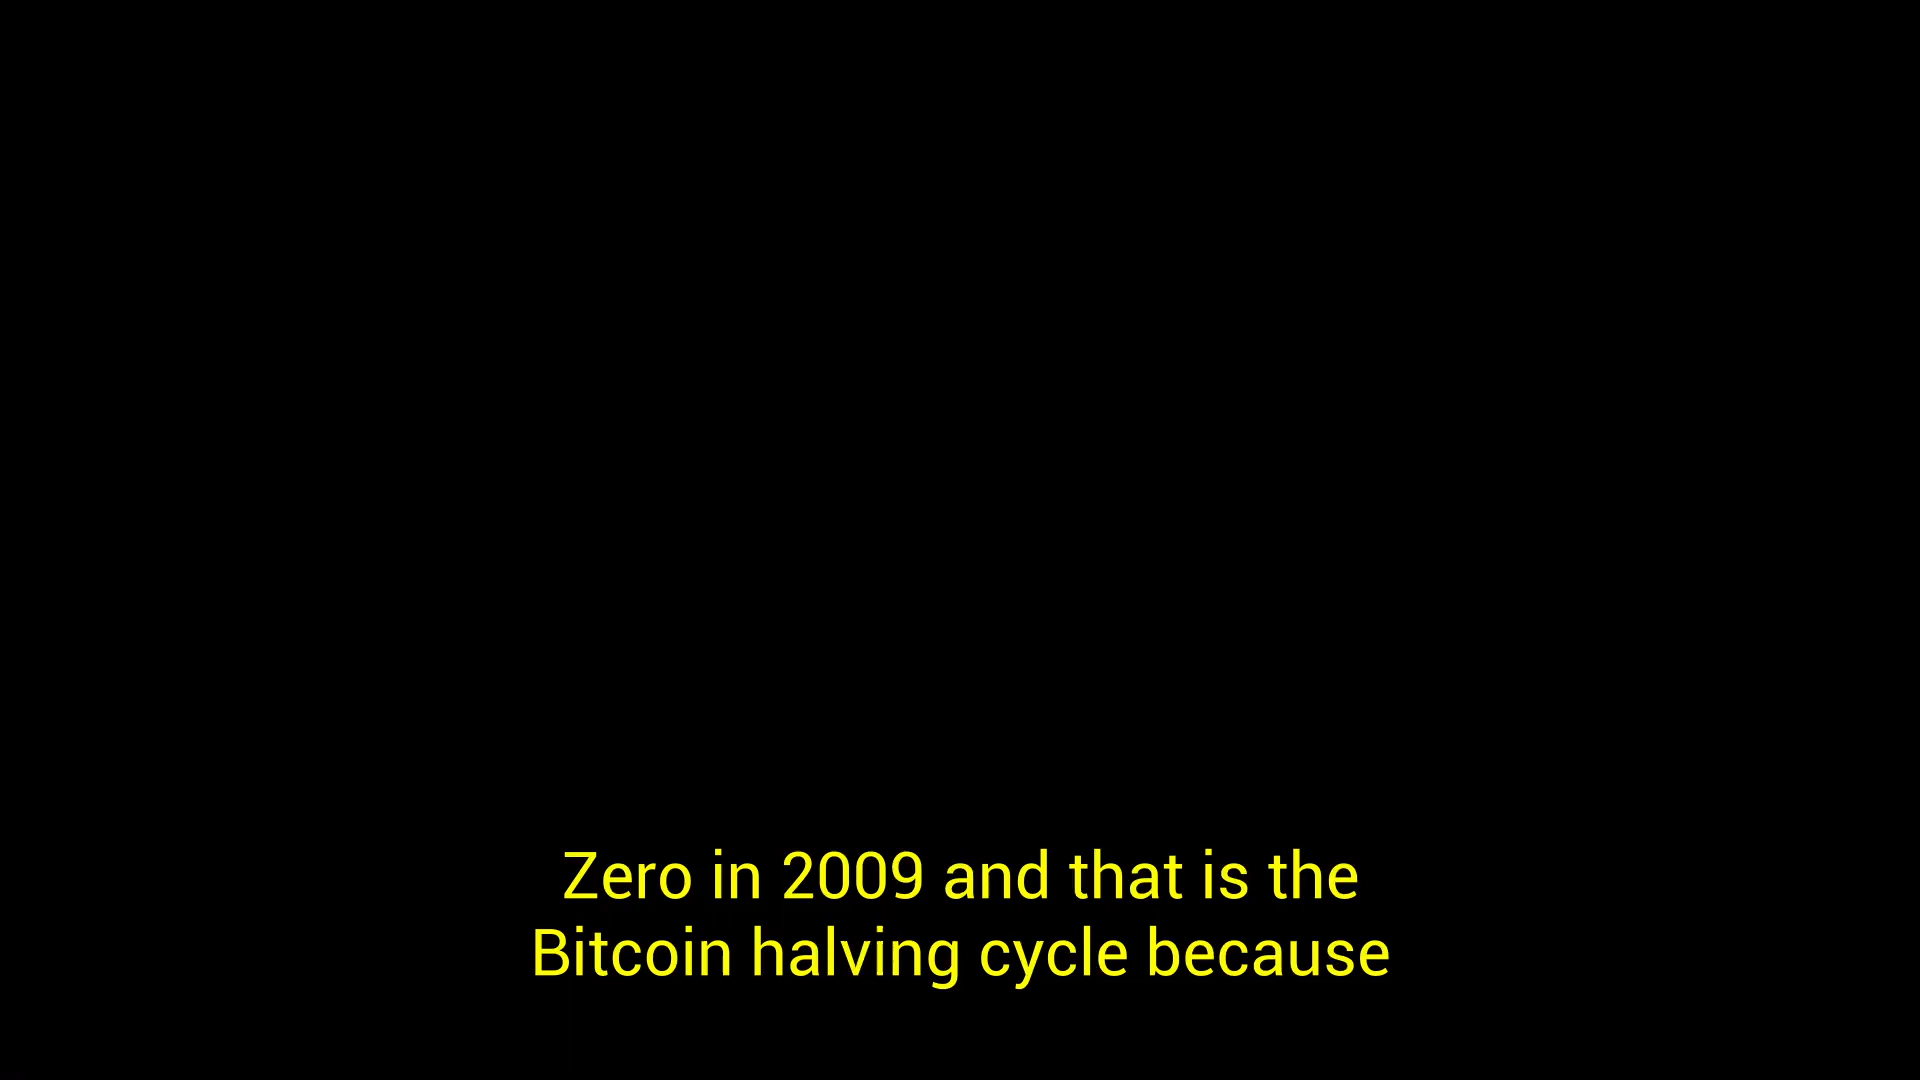 Zero in 2009 and that is the
Bitcoin halving cycle because